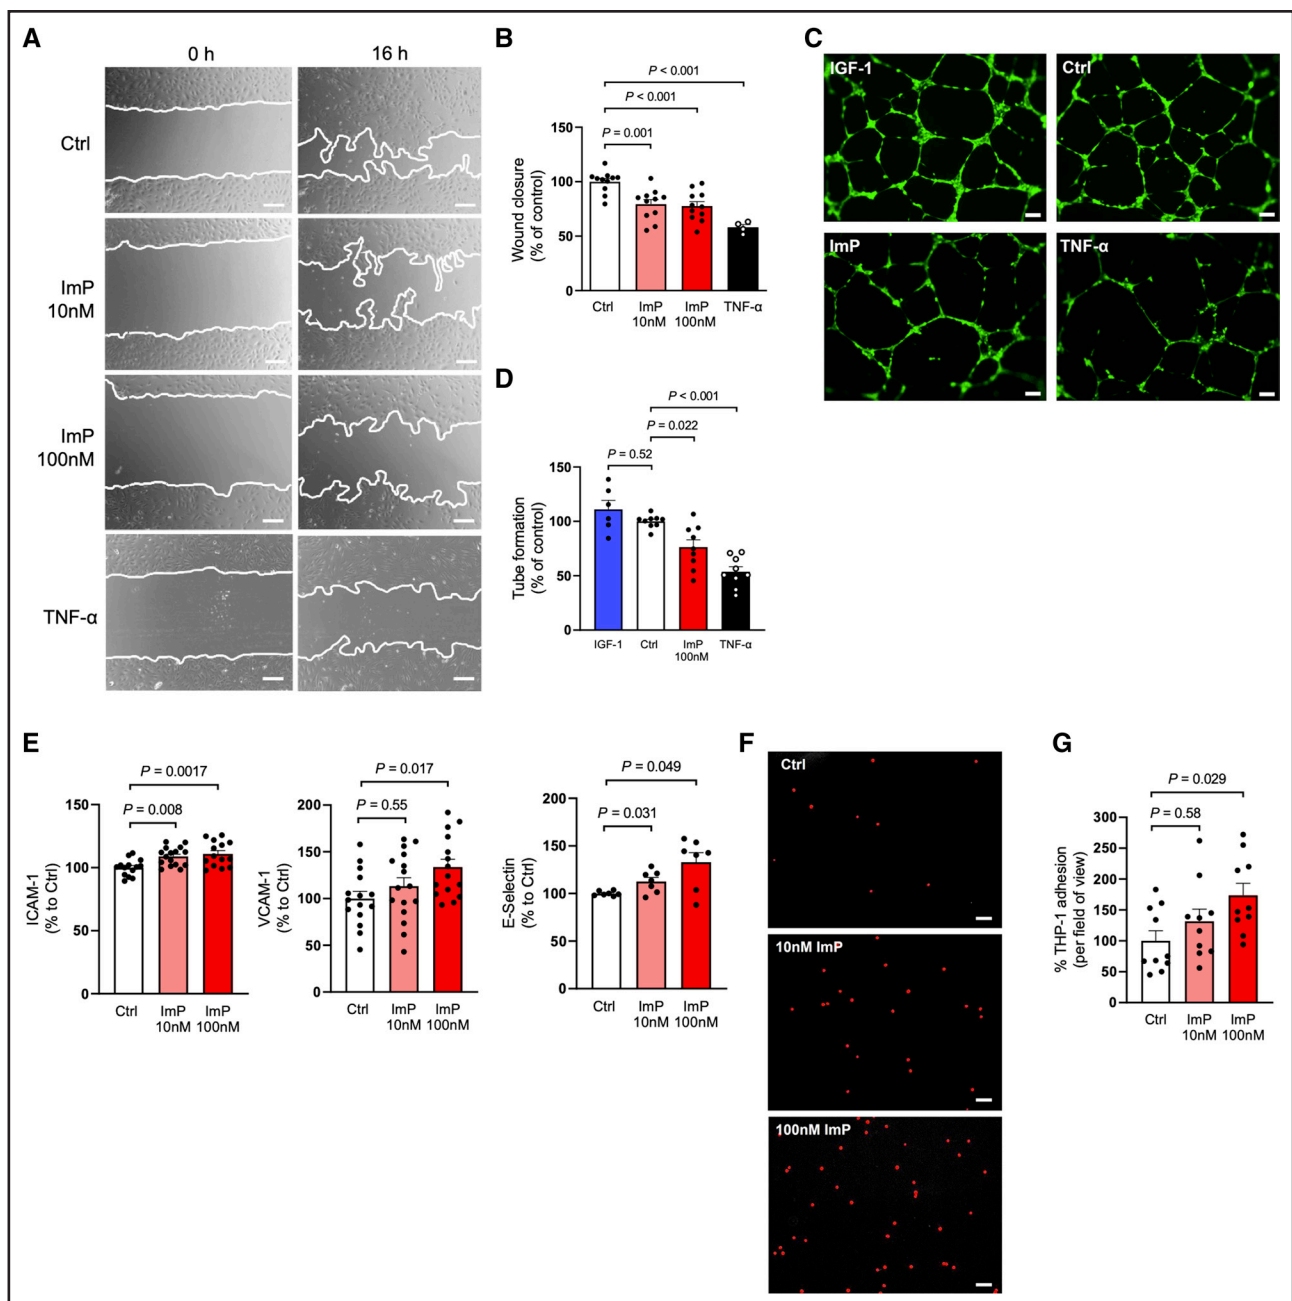 A
0 h
16 h
Ctrl
ImP
10nM
ImP
100nM
TNF-α
B
P < 0.001
P < 0.001
P = 0.001
150
100
50
0
Wound closure
(% of control)
Ctrl
ImP
10nM
ImP
100nM
TNF-α
C
IGF-1
Ctrl
ImP
TNF-α
D
P < 0.001
P = 0.022
P = 0.52
150
100
50
0
Tube formation
(% of control)
IGF-1
Ctrl
ImP
100nM
TNF-α
E
P = 0.0017
P = 0.008
150
100
50
0
ICAM-1
(% to Ctrl)
Ctrl
ImP
10nM
ImP
100nM
P = 0.017
P = 0.55
200
150
100
50
0
VCAM-1
(% to Ctrl)
Ctrl
ImP
10nM
ImP
100nM
P = 0.049
P = 0.031
200
150
100
50
0
E-Selectin
(% to Ctrl)
Ctrl
ImP
10nM
ImP
100nM
F
Ctrl
10nM ImP
100nM ImP
G
P = 0.029
P = 0.58
300
250
200
150
100
50
0
% THP-1 adhesion
(per field of view)
Ctrl
ImP
10nM
ImP
100nM